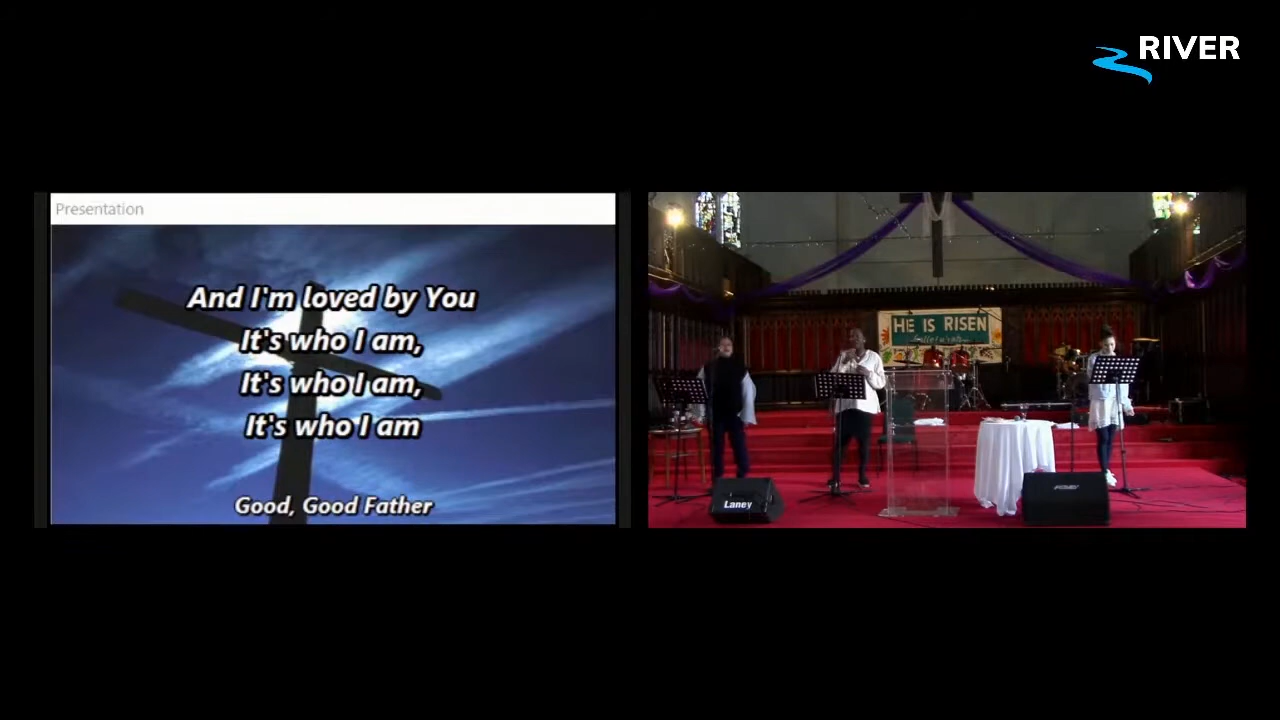 RIVER
Presentation
And I'm loved by You
It's who I am,
It's who I am,
It's who I am
Good, Good Father
HE IS RISEN
Hallelujah
Laney